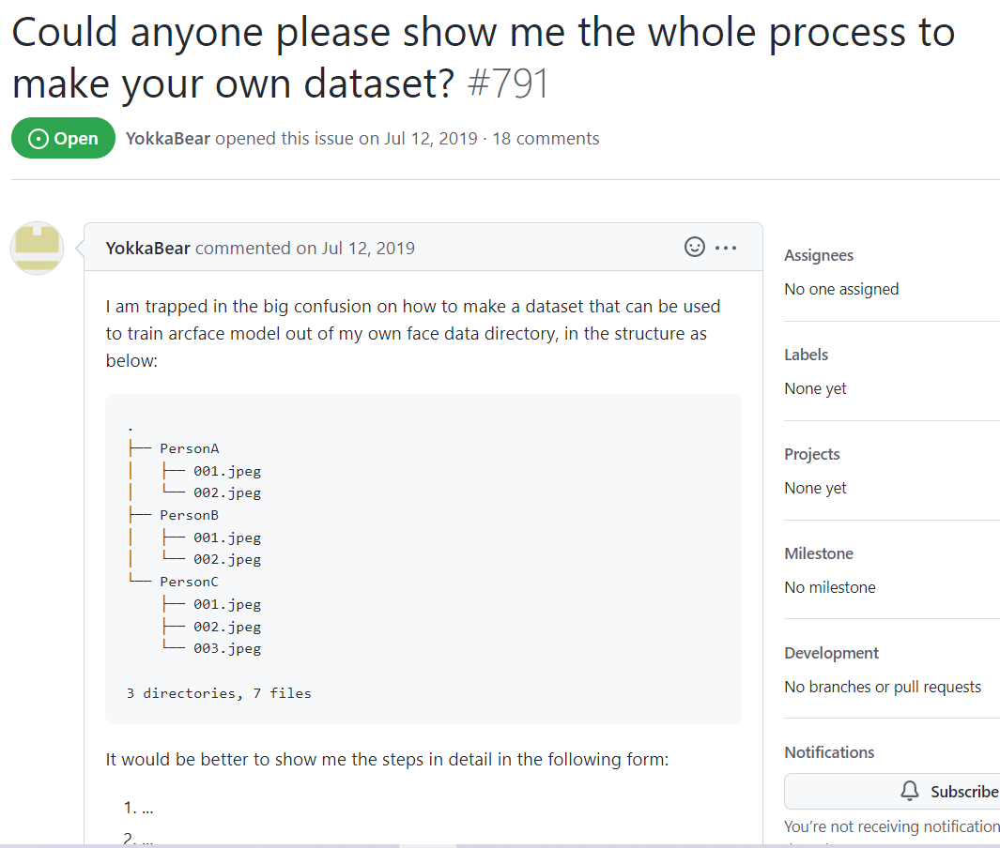 Could anyone please show me the whole process to
make your own dataset? #791
Open YokkaBear opened this issue on Jul 12, 2019 · 18 comments
YokkaBear commented on Jul 12, 2019
I am trapped in the big confusion on how to make a dataset that can be used
to train arcface model out of my own face data directory, in the structure as
below:
.
├── PersonA
│   ├── 001.jpeg
│   └── 002.jpeg
├── PersonB
│   ├── 001.jpeg
│   └── 002.jpeg
└── PersonC
    ├── 001.jpeg
    ├── 002.jpeg
    └── 003.jpeg
3 directories, 7 files
It would be better to show me the steps in detail in the following form:
1. ...
2. ...
Assignees
No one assigned
Labels
None yet
Projects
None yet
Milestone
No milestone
Development
No branches or pull requests
Notifications
Subscribe
You’re not receiving notification